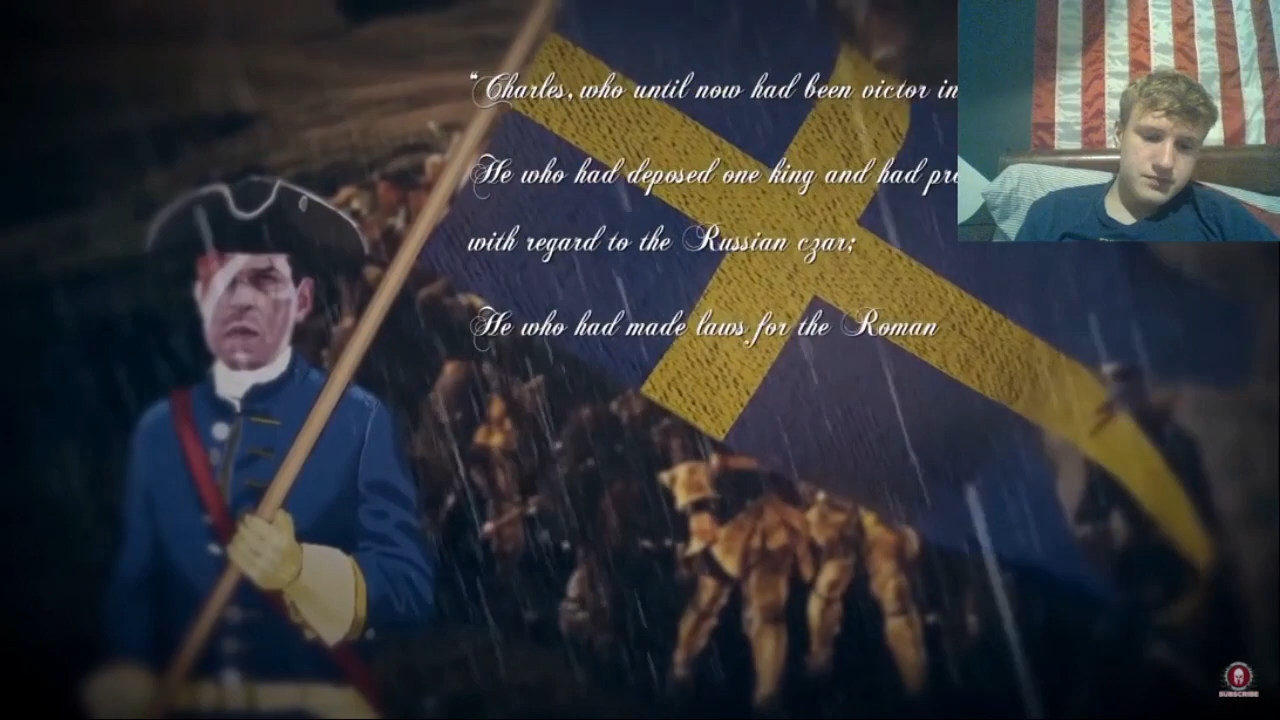 “Charles, who until now had been victor in
He who had deposed one king and had pr
with regard to the Russian czar;
He who had made laws for the Roman
SUBSCRIBE